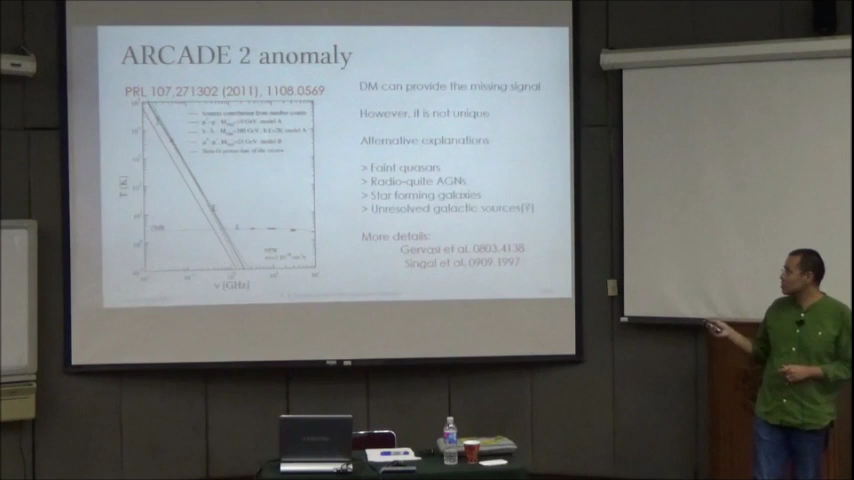 ARCADE 2 anomaly
PRL 107,271302 (2011), 1108.0569
T [K]
CMB
ν [GHz]
DM can provide the missing signal
However, it is not unique
Alternative explanations
> Faint quasars
> Radio-quite AGNs
> Star forming galaxies
> Unresolved galactic sources(?)
More details:
Gervasi et al. 0803.4138
Singal et al. 0909.1997